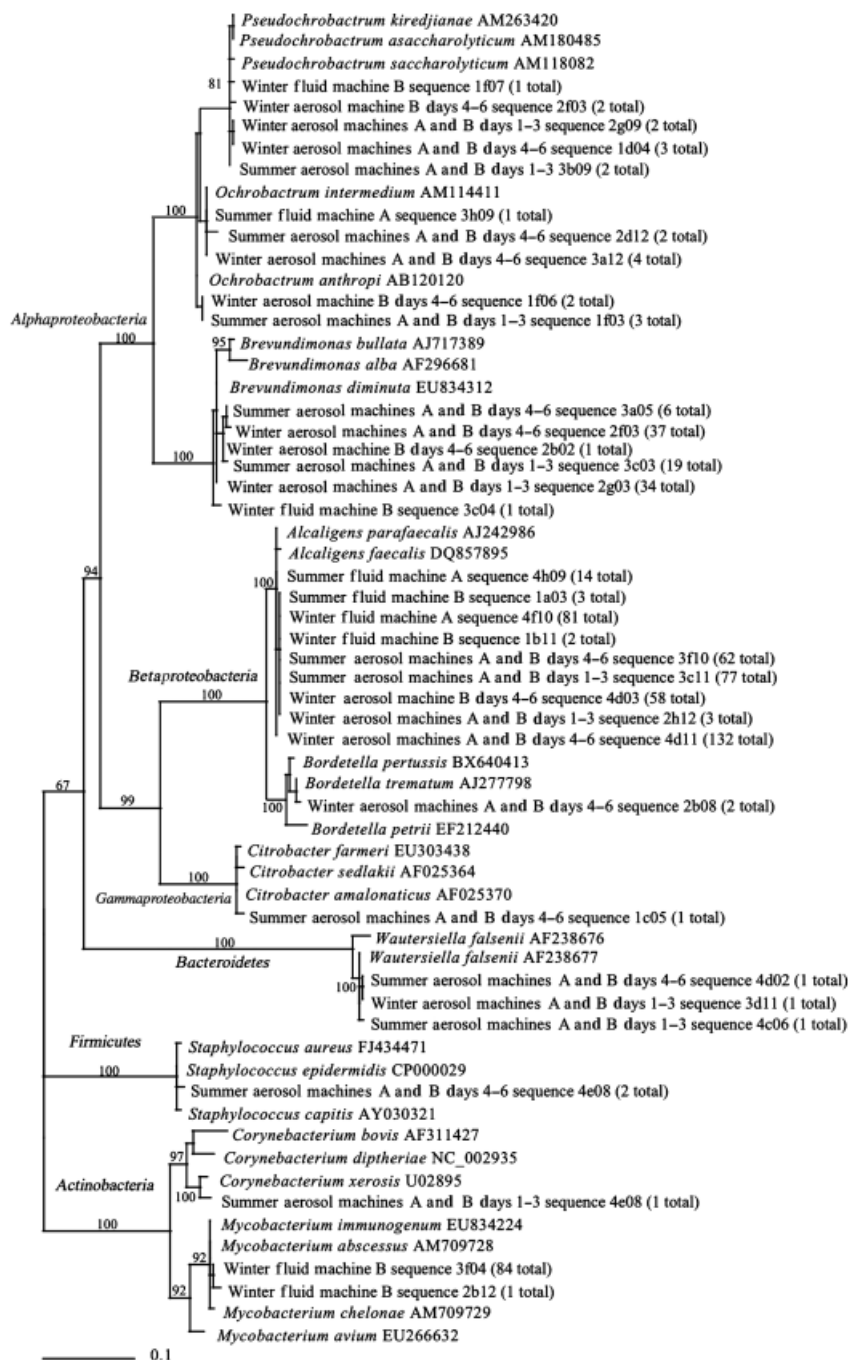 Pseudochrobactrum kiredjianae AM263420
Pseudochrobactrum asaccharolyticum AM180485
Pseudochrobactrum saccharolyticum AM118082
81
Winter fluid machine B sequence 1f07 (1 total)
Winter aerosol machine B days 4–6 sequence 2f03 (2 total)
Winter aerosol machines A and B days 1–3 sequence 2g09 (2 total)
Winter aerosol machines A and B days 4–6 sequence 1d04 (3 total)
Summer aerosol machines A and B days 1–3 3b09 (2 total)
Ochrobactrum intermedium AM114411
100
Summer fluid machine A sequence 3h09 (1 total)
Summer aerosol machines A and B days 4–6 sequence 2d12 (2 total)
Winter aerosol machines A and B days 4–6 sequence 3a12 (4 total)
Ochrobactrum anthropi AB120120
Winter aerosol machine B days 4–6 sequence 1f06 (2 total)
Alphaproteobacteria
Summer aerosol machines A and B days 1–3 sequence 1f03 (3 total)
100
95
Brevundimonas bullata AJ717389
Brevundimonas alba AF296681
Brevundimonas diminuta EU834312
Summer aerosol machines A and B days 4–6 sequence 3a05 (6 total)
Winter aerosol machines A and B days 4–6 sequence 2f03 (37 total)
Winter aerosol machine B days 4–6 sequence 2b02 (1 total)
100
Summer aerosol machines A and B days 1–3 sequence 3c03 (19 total)
Winter aerosol machines A and B days 1–3 sequence 2g03 (34 total)
Winter fluid machine B sequence 3c04 (1 total)
Alcaligens parafaecalis AJ242986
Alcaligens faecalis DQ857895
94
100
Summer fluid machine A sequence 4h09 (14 total)
Summer fluid machine B sequence 1a03 (3 total)
Winter fluid machine A sequence 4f10 (81 total)
Winter fluid machine B sequence 1b11 (2 total)
Summer aerosol machines A and B days 4–6 sequence 3f10 (62 total)
Betaproteobacteria
Summer aerosol machines A and B days 1–3 sequence 3c11 (77 total)
100
Winter aerosol machine B days 4–6 sequence 4d03 (58 total)
Winter aerosol machines A and B days 1–3 sequence 2h12 (3 total)
Winter aerosol machines A and B days 4–6 sequence 4d11 (132 total)
Bordetella pertussis BX640413
67
Bordetella trematum AJ277798
99
100
Winter aerosol machines A and B days 4–6 sequence 2b08 (2 total)
Bordetella petrii EF212440
Citrobacter farmeri EU303438
100
Citrobacter sedlakii AF025364
Gammaproteobacteria
Citrobacter amalonaticus AF025370
Summer aerosol machines A and B days 4–6 sequence 1c05 (1 total)
100
Wautersiella falsenii AF238676
Bacteroidetes
Wautersiella falsenii AF238677
100
Summer aerosol machines A and B days 4–6 sequence 4d02 (1 total)
Winter aerosol machines A and B days 1–3 sequence 3d11 (1 total)
Summer aerosol machines A and B days 1–3 sequence 4c06 (1 total)
Firmicutes
Staphylococcus aureus FJ434471
100
Staphylococcus epidermidis CP000029
Summer aerosol machines A and B days 4–6 sequence 4e08 (2 total)
Staphylococcus capitis AY030321
Corynebacterium bovis AF311427
97
Corynebacterium diptheriae NC_002935
Actinobacteria
Corynebacterium xerosis U02895
100
Summer aerosol machines A and B days 1–3 sequence 4e08 (1 total)
100
Mycobacterium immunogenum EU834224
Mycobacterium abscessus AM709728
92
Winter fluid machine B sequence 3f04 (84 total)
92
Winter fluid machine B sequence 2b12 (1 total)
Mycobacterium chelonae AM709729
Mycobacterium avium EU266632
0.1